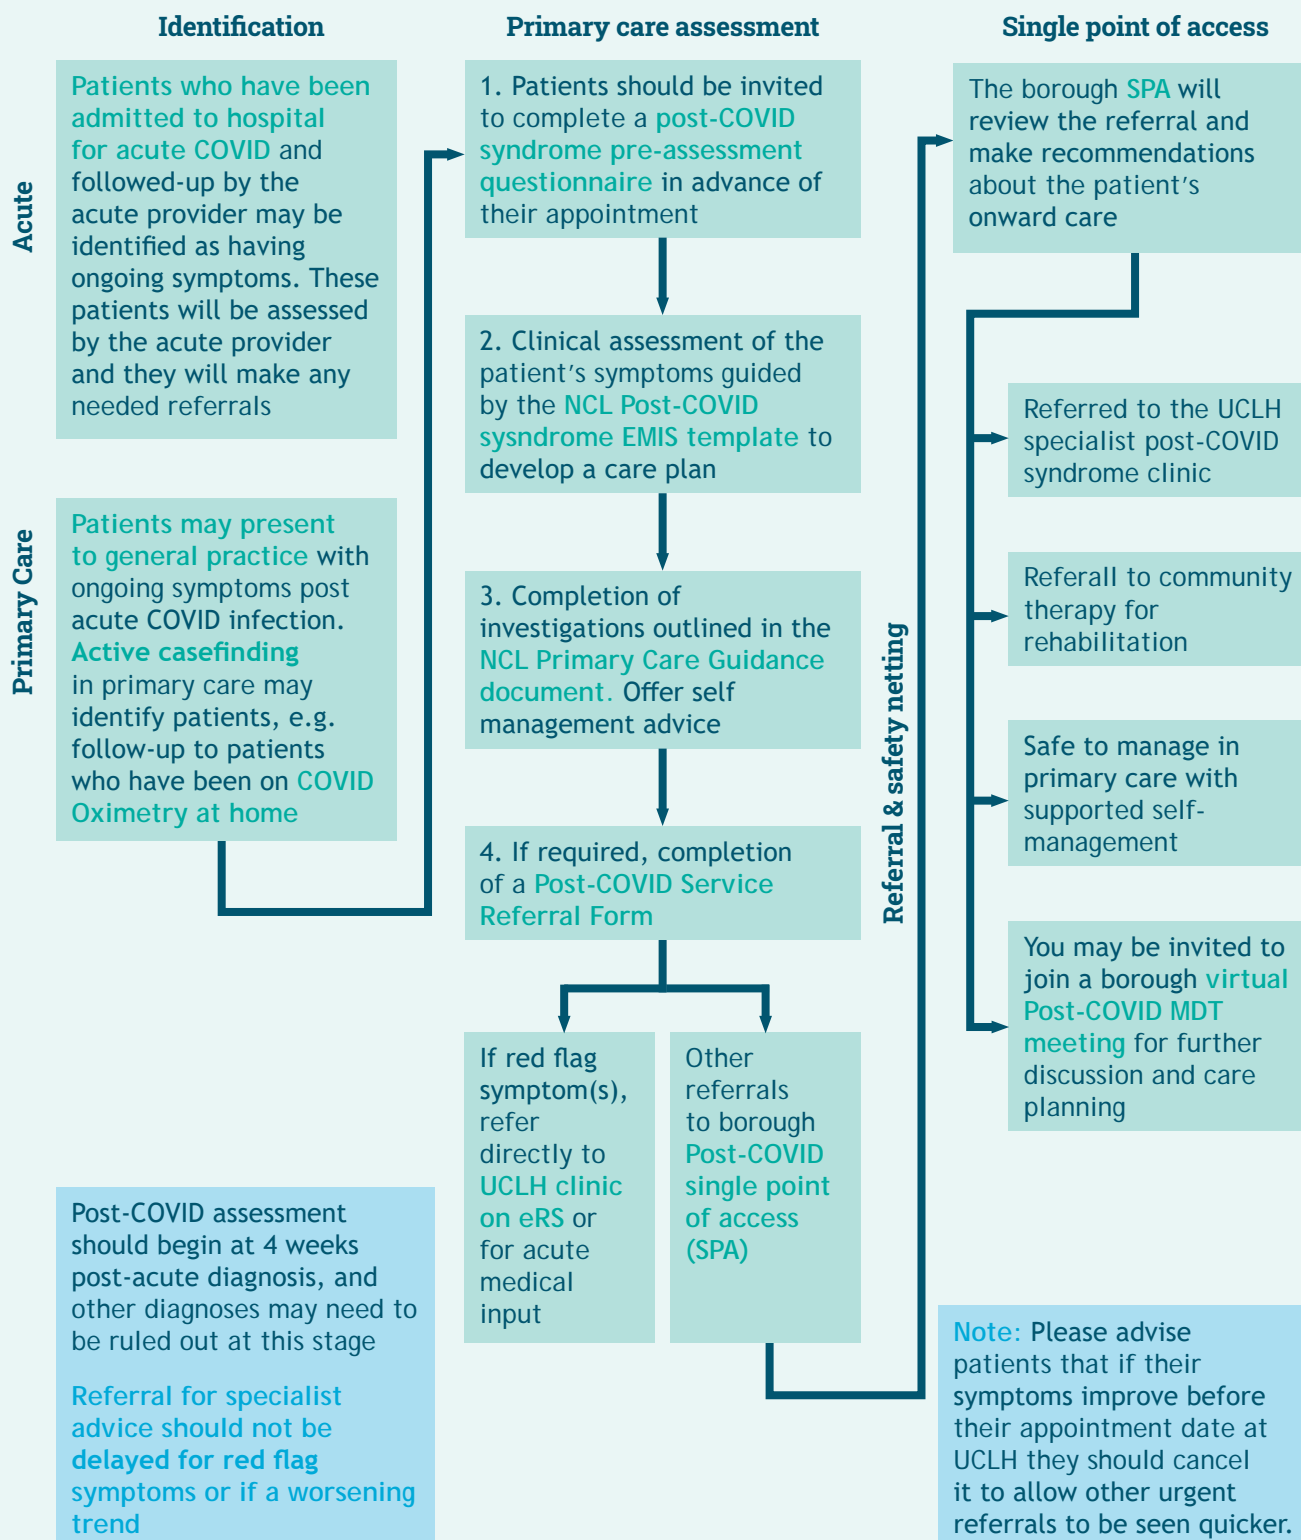 Identification
Primary care assessment
Single point of access
Acute
Patients who have been
admitted to hospital
for acute COVID and
followed-up by the
acute provider may be
identified as having
ongoing symptoms. These
patients will be assessed
by the acute provider
and they will make any
needed referrals
Primary Care
Patients may present
to general practice with
ongoing symptoms post
acute COVID infection.
Active casefinding
in primary care may
identify patients, e.g.
follow-up to patients
who have been on COVID
Oximetry at home
1. Patients should be invited
to complete a post-COVID
syndrome pre-assessment
questionnaire in advance of
their appointment
2. Clinical assessment of the
patient's symptoms guided
by the NCL Post-COVID
sysndrome EMIS template to
develop a care plan
3. Completion of
investigations outlined in the
NCL Primary Care Guidance
document. Offer self
management advice
4. If required, completion
of a Post-COVID Service
Referral Form
If red flag
symptom(s),
refer
directly to
UCLH clinic
on eRS or
for acute
medical
input
Other
referrals
to borough
Post-COVID
single point
of access
(SPA)
Referral & safety netting
The borough SPA will
review the referral and
make recommendations
about the patient's
onward care
Referred to the UCLH
specialist post-COVID
syndrome clinic
Referall to community
therapy for
rehabilitation
Safe to manage in
primary care with
supported self-
management
You may be invited to
join a borough virtual
Post-COVID MDT
meeting for further
discussion and care
planning
Post-COVID assessment
should begin at 4 weeks
post-acute diagnosis, and
other diagnoses may need to
be ruled out at this stage
Referral for specialist
advice should not be
delayed for red flag
symptoms or if a worsening
trend
Note: Please advise
patients that if their
symptoms improve before
their appointment date at
UCLH they should cancel
it to allow other urgent
referrals to be seen quicker.